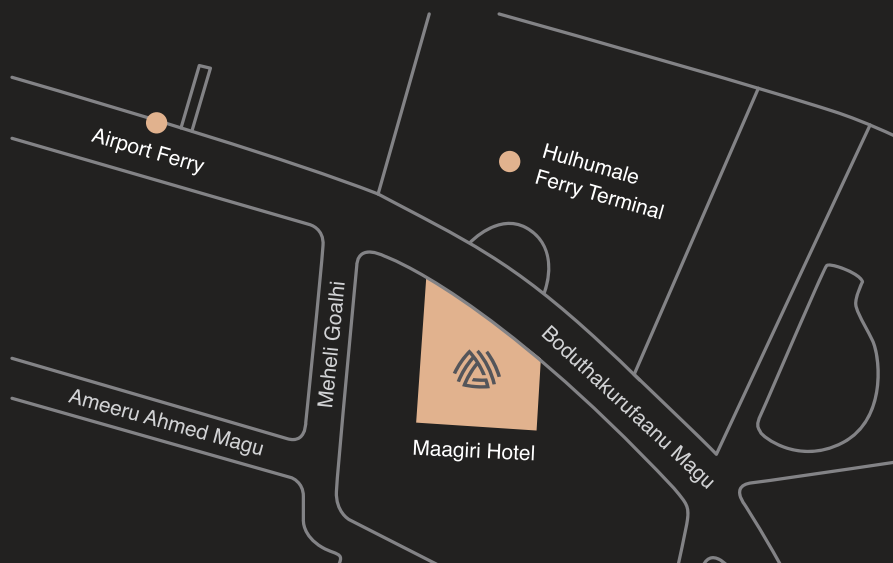 Airport Ferry
Hulhumale
Ferry Terminal
Meheli Goalhi
Boduthakurufaanu Magu
Ameeru Ahmed Magu
Maagiri Hotel